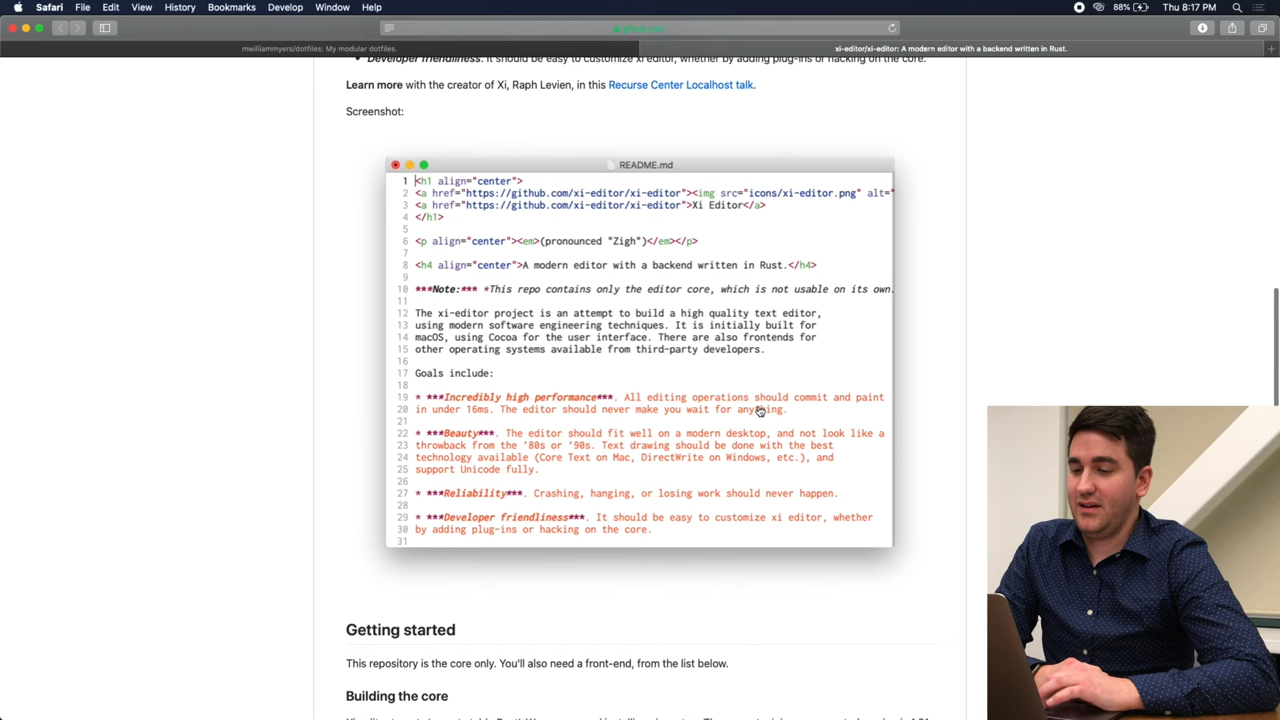 Safari File Edit View History Bookmarks Develop Window Help 88% Thu 8:17 PM
mwilliammyers/dotfiles: My modular dotfiles.
xi-editor/xi-editor: A modern editor with a backend written in Rust.
Developer friendliness. It should be easy to customize xi editor, whether by adding plug-ins or hacking on the core.
Learn more with the creator of Xi, Raph Levien, in this Recurse Center Localhost talk.
Screenshot:
README.md
1 <h1 align="center">
2 <a href="https://github.com/xi-editor/xi-editor"><img src="icons/xi-editor.png" alt="
3 <a href="https://github.com/xi-editor/xi-editor">Xi Editor</a>
4 </h1>
5
6 <p align="center"><em>(pronounced "Zigh")</em></p>
7
8 <h4 align="center">A modern editor with a backend written in Rust.</h4>
9
10 ***Note:*** *This repo contains only the editor core, which is not usable on its own.
11
12 The xi-editor project is an attempt to build a high quality text editor,
13 using modern software engineering techniques. It is initially built for
14 macOS, using Cocoa for the user interface. There are also frontends for
15 other operating systems available from third-party developers.
16
17 Goals include:
18
19 * ***Incredibly high performance***. All editing operations should commit and paint
20 in under 16ms. The editor should never make you wait for anything.
21
22 * ***Beauty***. The editor should fit well on a modern desktop, and not look like a
23 throwback from the '80s or '90s. Text drawing should be done with the best
24 technology available (Core Text on Mac, DirectWrite on Windows, etc.), and
25 support Unicode fully.
26
27 * ***Reliability***. Crashing, hanging, or losing work should never happen.
28
29 * ***Developer friendliness***. It should be easy to customize xi editor, whether
30 by adding plug-ins or hacking on the core.
31
Getting started
This repository is the core only. You'll also need a front-end, from the list below.
Building the core